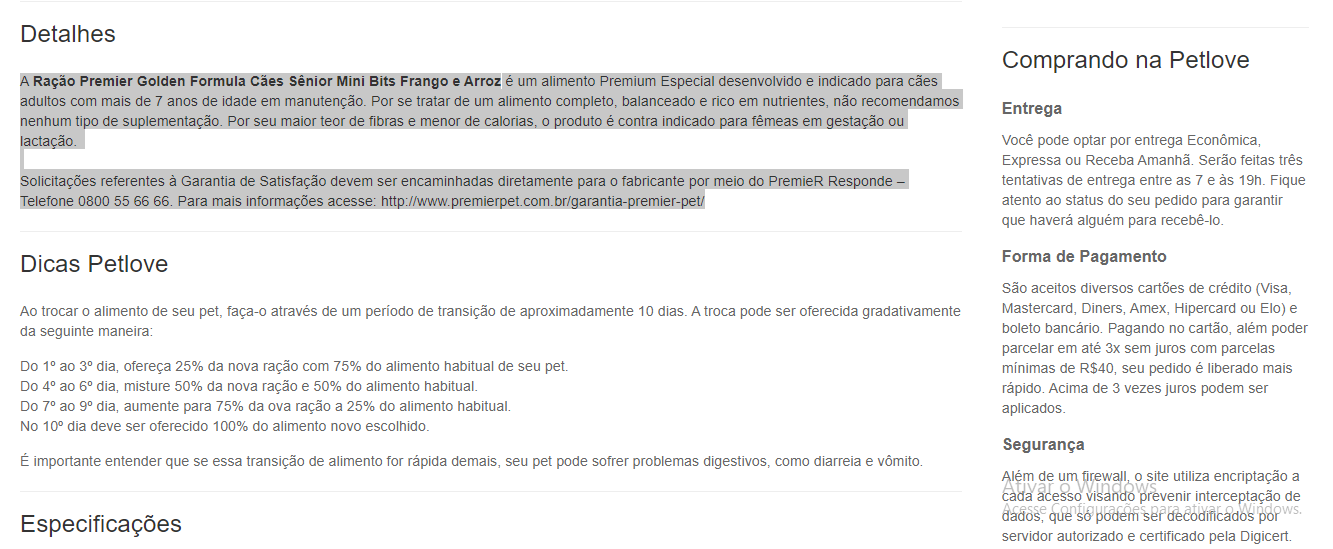 Detalhes
A Ração Premier Golden Formula Cães Sênior Mini Bits Frango e Arroz é um alimento Premium Especial desenvolvido e indicado para cães
adultos com mais de 7 anos de idade em manutenção. Por se tratar de um alimento completo, balanceado e rico em nutrientes, não recomendamos
nenhum tipo de suplementação. Por seu maior teor de fibras e menor de calorias, o produto é contra indicado para fêmeas em gestação ou
lactação.
Solicitações referentes à Garantia de Satisfação devem ser encaminhadas diretamente para o fabricante por meio do PremieR Responde –
Telefone 0800 55 66 66. Para mais informações acesse: http://www.premierpet.com.br/garantia-premier-pet/
Dicas Petlove
Ao trocar o alimento de seu pet, faça-o através de um período de transição de aproximadamente 10 dias. A troca pode ser oferecida gradativamente
da seguinte maneira:
Do 1º ao 3º dia, ofereça 25% da nova ração com 75% do alimento habitual de seu pet.
Do 4º ao 6º dia, misture 50% da nova ração e 50% do alimento habitual.
Do 7º ao 9º dia, aumente para 75% da ova ração a 25% do alimento habitual.
No 10º dia deve ser oferecido 100% do alimento novo escolhido.
É importante entender que se essa transição de alimento for rápida demais, seu pet pode sofrer problemas digestivos, como diarreia e vômito.
Especificações
Comprando na Petlove
Entrega
Você pode optar por entrega Econômica,
Expressa ou Receba Amanhã. Serão feitas três
tentativas de entrega entre as 7 e às 19h. Fique
atento ao status do seu pedido para garantir
que haverá alguém para recebê-lo.
Forma de Pagamento
São aceitos diversos cartões de crédito (Visa,
Mastercard, Diners, Amex, Hipercard ou Elo) e
boleto bancário. Pagando no cartão, além poder
parcelar em até 3x sem juros com parcelas
mínimas de R$40, seu pedido é liberado mais
rápido. Acima de 3 vezes juros podem ser
aplicados.
Segurança
Além de um firewall, o site utiliza encriptação a
cada acesso visando prevenir interceptação de
dados, que só podem ser decodificados por
servidor autorizado e certificado pela Digicert.
Ativar o Windows
Acesse Configurações para ativar o Windows.